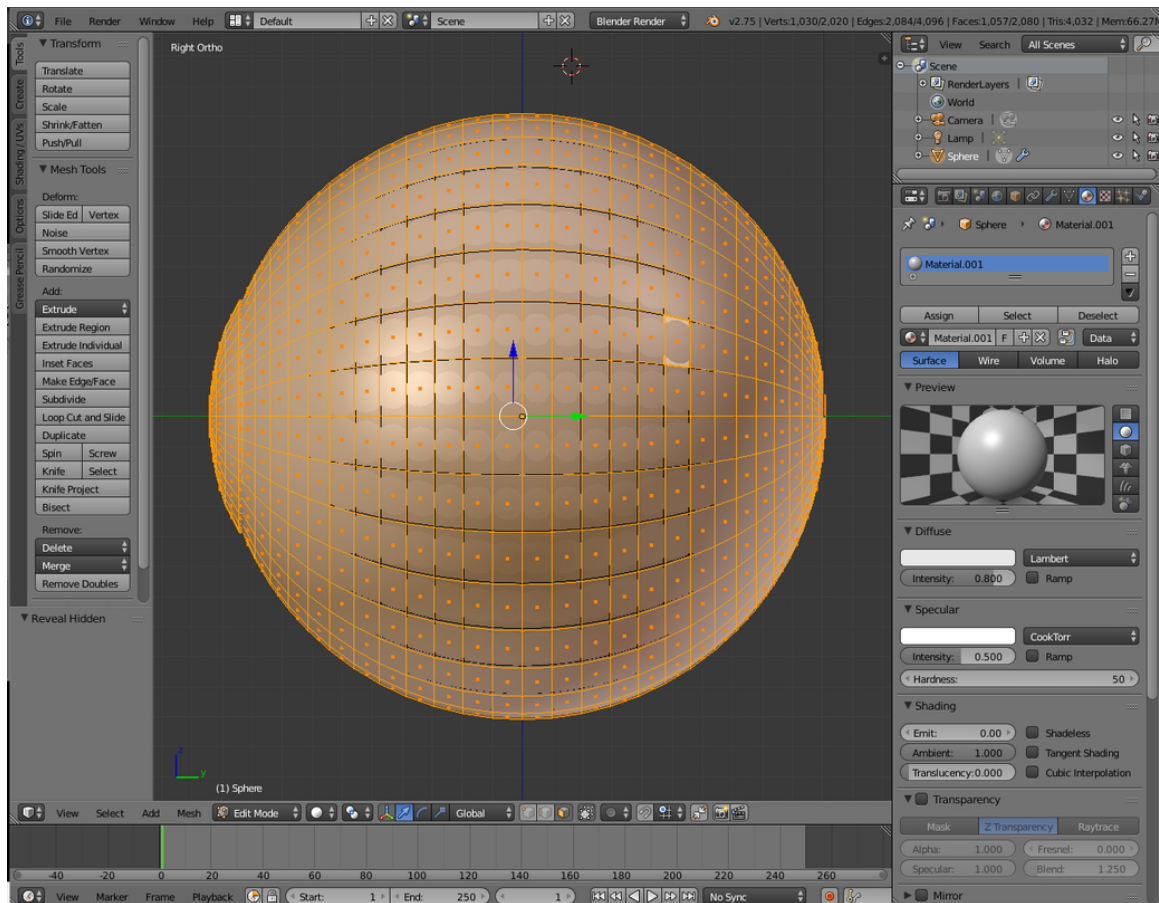 File Render Window Help Default Scene Blender Render v2.75 | Verts:1,030/2,020 | Edges:2,084/4,096 | Faces:1,057/2,080 | Tris:4,032 | Mem:66.27M
Tools
Create
Shading / UVs
Options
Grease Pencil
Transform
Translate
Rotate
Scale
Shrink/Fatten
Push/Pull
Mesh Tools
Deform:
Slide Ed Vertex
Noise
Smooth Vertex
Randomize
Add:
Extrude
Extrude Region
Extrude Individual
Inset Faces
Make Edge/Face
Subdivide
Loop Cut and Slide
Duplicate
Spin Screw
Knife Select
Knife Project
Bisect
Remove:
Delete
Merge
Remove Doubles
Reveal Hidden
Right Ortho
z
y
(1) Sphere
View Select Add Mesh Edit Mode Global
-40 -20 0 20 40 60 80 100 120 140 160 180 200 220 240 260
View Marker Frame Playback Start: 1 End: 250 1 No Sync
View Search All Scenes
Scene
RenderLayers |
World
Camera |
Lamp |
Sphere |
Sphere Material.001
Material.001
Assign Select Deselect
Material.001 F Data
Surface Wire Volume Halo
Preview
Diffuse
Lambert
Intensity: 0.800 Ramp
Specular
CookTorr
Intensity: 0.500 Ramp
Hardness: 50
Shading
Emit: 0.00 Shadeless
Ambient: 1.000 Tangent Shading
Translucency:0.000 Cubic Interpolation
Transparency
Mask Z Transparency Raytrace
Alpha: 1.000 Fresnel: 0.000
Specular: 1.000 Blend: 1.250
Mirror